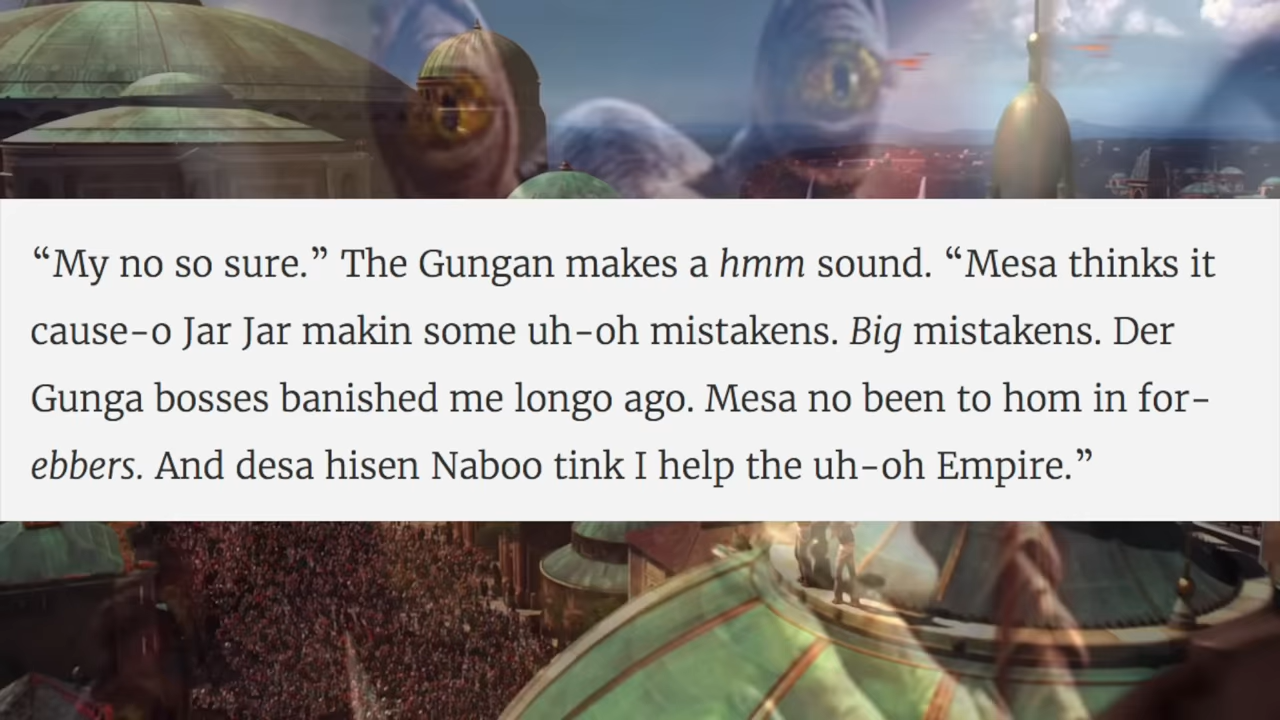 “My no so sure.” The Gungan makes a hmm sound. “Mesa thinks it
cause-o Jar Jar makin some uh-oh mistakens. Big mistakens. Der
Gunga bosses banished me longo ago. Mesa no been to hom in for-
ebbers. And desa hisen Naboo tink I help the uh-oh Empire.”